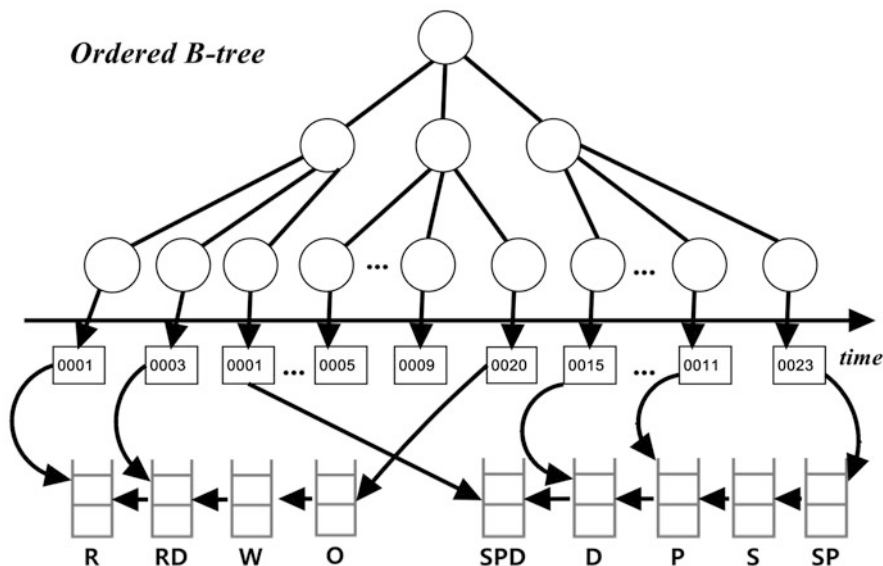 Ordered B-tree
...
...
time
0001 0003 0001 ... 0005 0009 0020 0015 ... 0011 0023
R RD W O SPD D P S SP